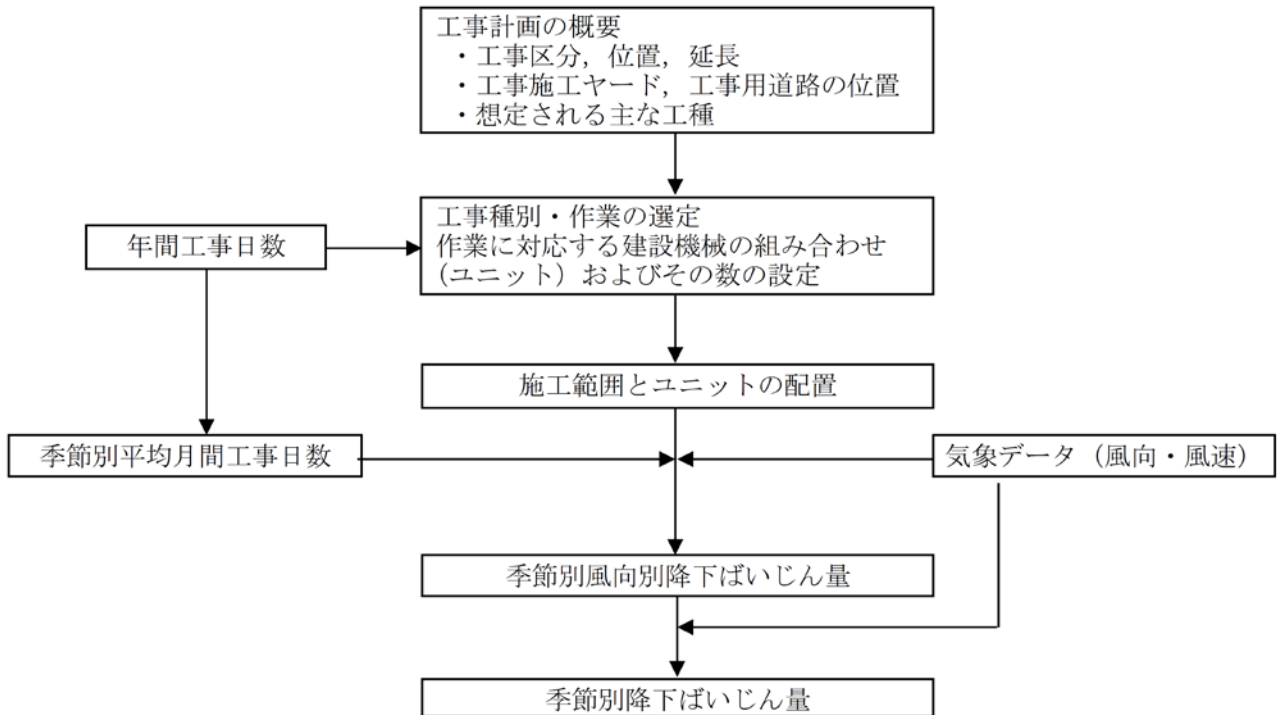 工事計画の概要
・工事区分，位置，延長
・工事施工ヤード，工事用道路の位置
・想定される主な工種
工事種別・作業の選定
作業に対応する建設機械の組み合わせ
(ユニット）およびその数の設定
年間工事日数
施工範囲とユニットの配置
季節別平均月間工事日数
気象データ（風向・風速）
季節別風向別降下ばいじん量
季節別降下ばいじん量